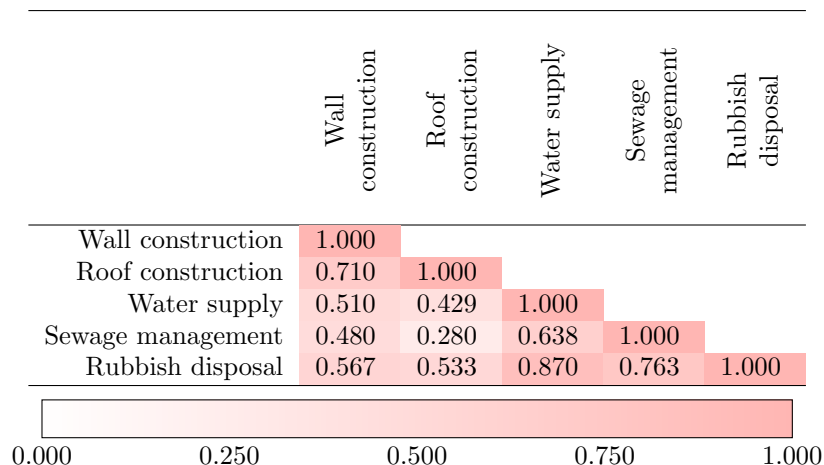 Wall construction
Roof construction
Water supply
Sewage management
Rubbish disposal
Wall construction 1.000
Roof construction 0.710 1.000
Water supply 0.510 0.429 1.000
Sewage management 0.480 0.280 0.638 1.000
Rubbish disposal 0.567 0.533 0.870 0.763 1.000
0.000 0.250 0.500 0.750 1.000